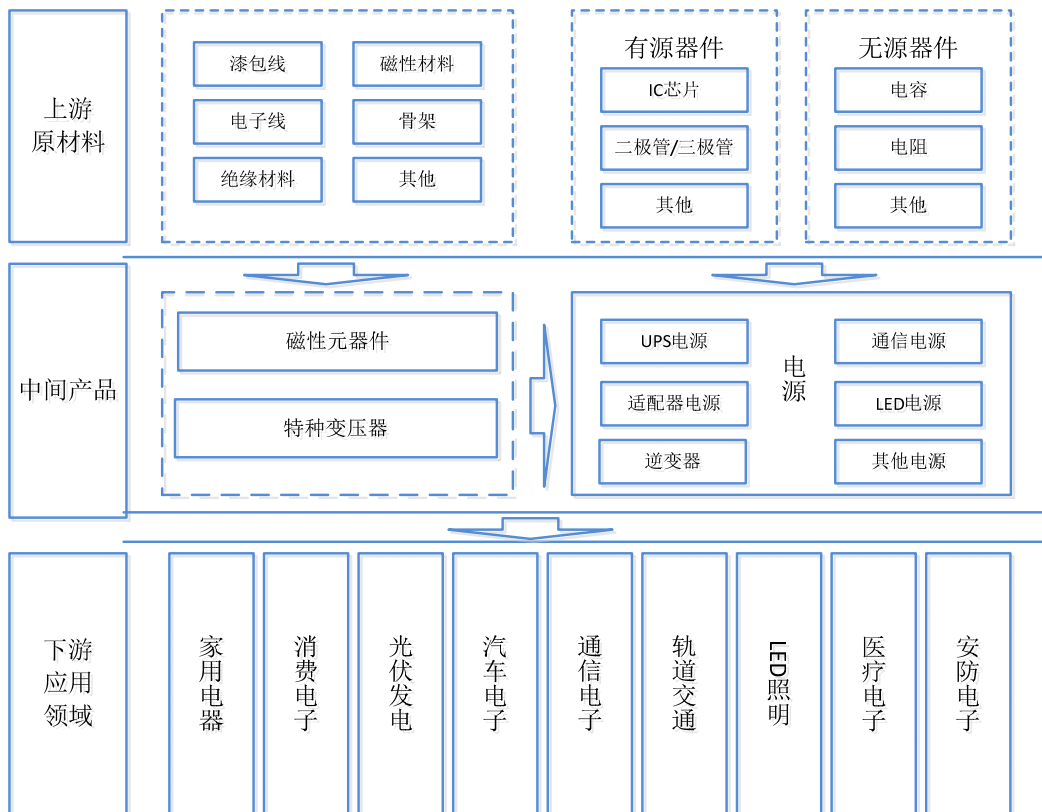 上游
原材料
漆包线
磁性材料
电子线
骨架
绝缘材料
其他
有源器件
IC芯片
二极管/三极管
其他
无源器件
电容
电阻
其他
中间产品
磁性元器件
特种变压器
UPS电源
适配器电源
逆变器
电源
通信电源
LED电源
其他电源
下游
应用
领域
家用电器
消费电子
光伏发电
汽车电子
通信电子
轨道交通
LED照明
医疗电子
安防电子